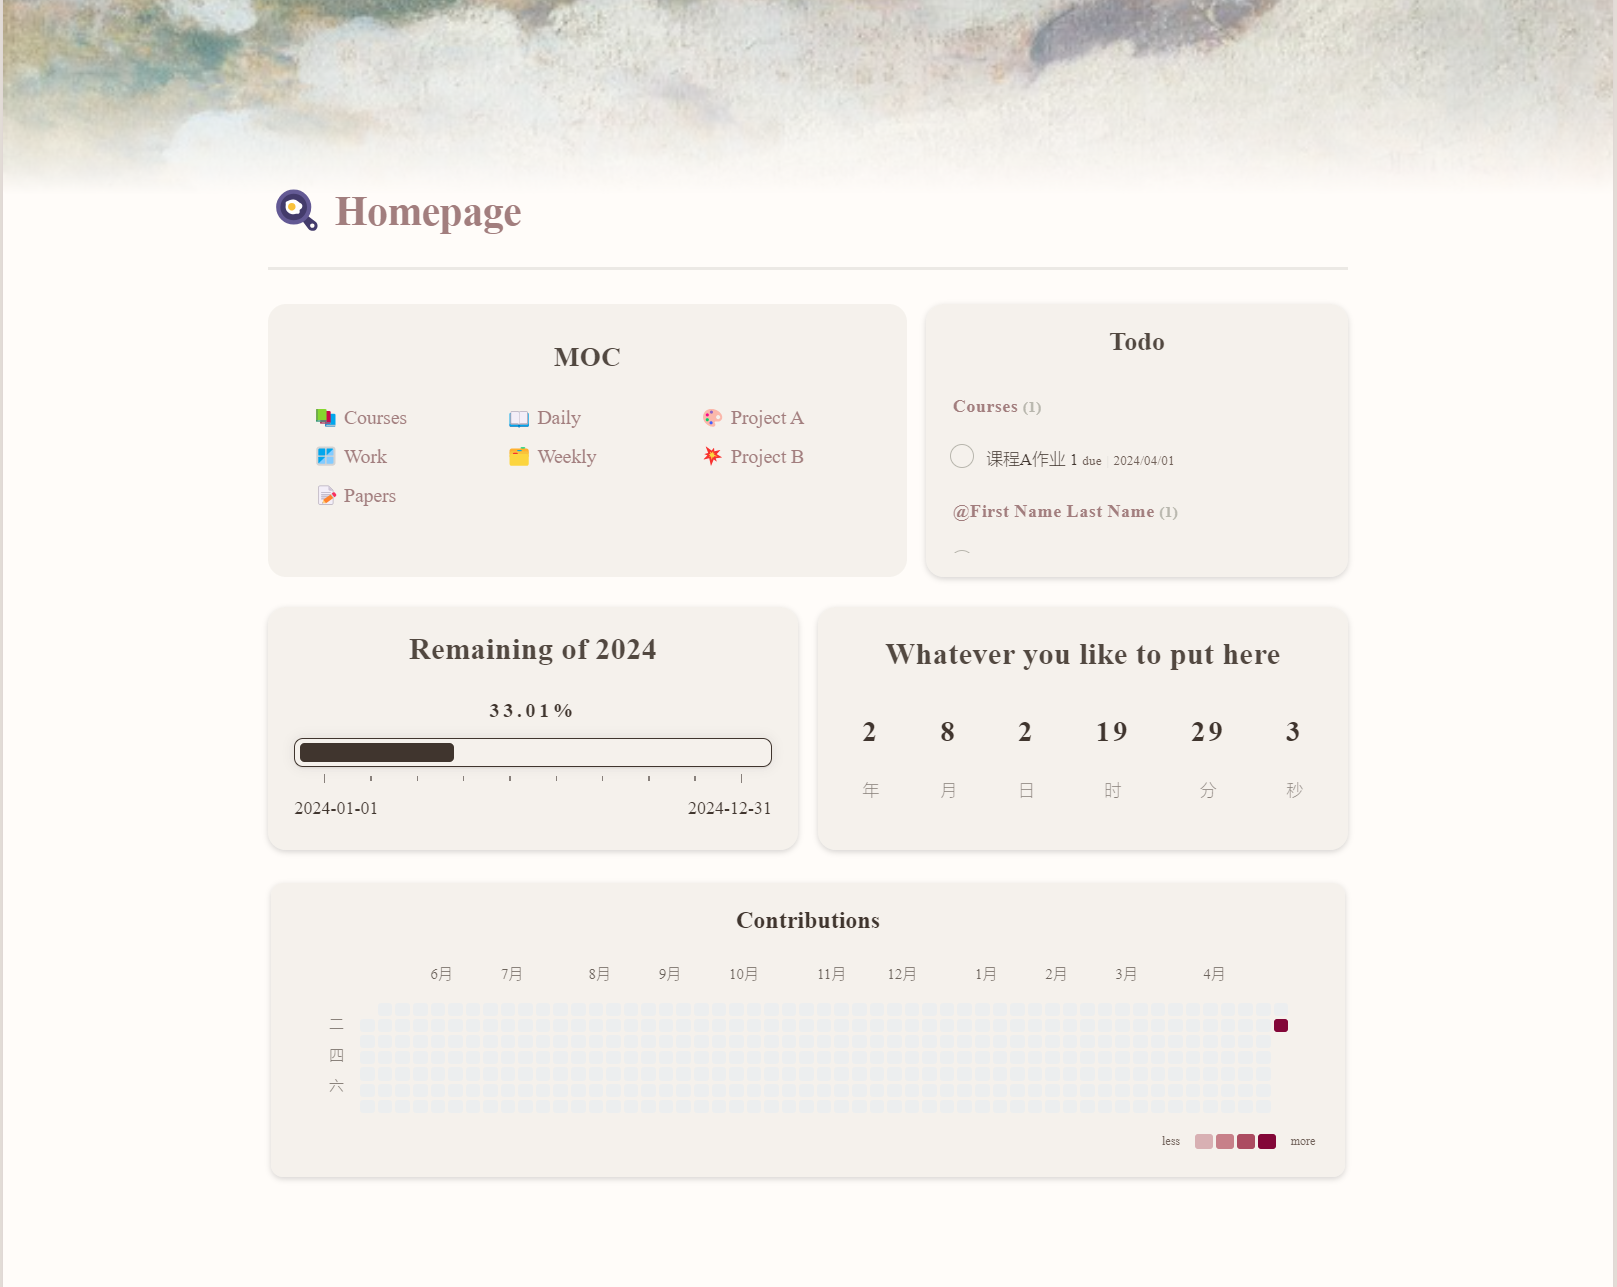 Homepage
MOC
Courses
Daily
Project A
Work
Weekly
Project B
Papers
Todo
Courses (1)
课程A作业 1 due 2024/04/01
@First Name Last Name (1)
Remaining of 2024
33.01%
2024-01-01
2024-12-31
Whatever you like to put here
2 8 2 19 29 3
年 月 日 时 分 秒
Contributions
6月 7月 8月 9月 10月 11月 12月 1月 2月 3月 4月
二
四
六
less
more